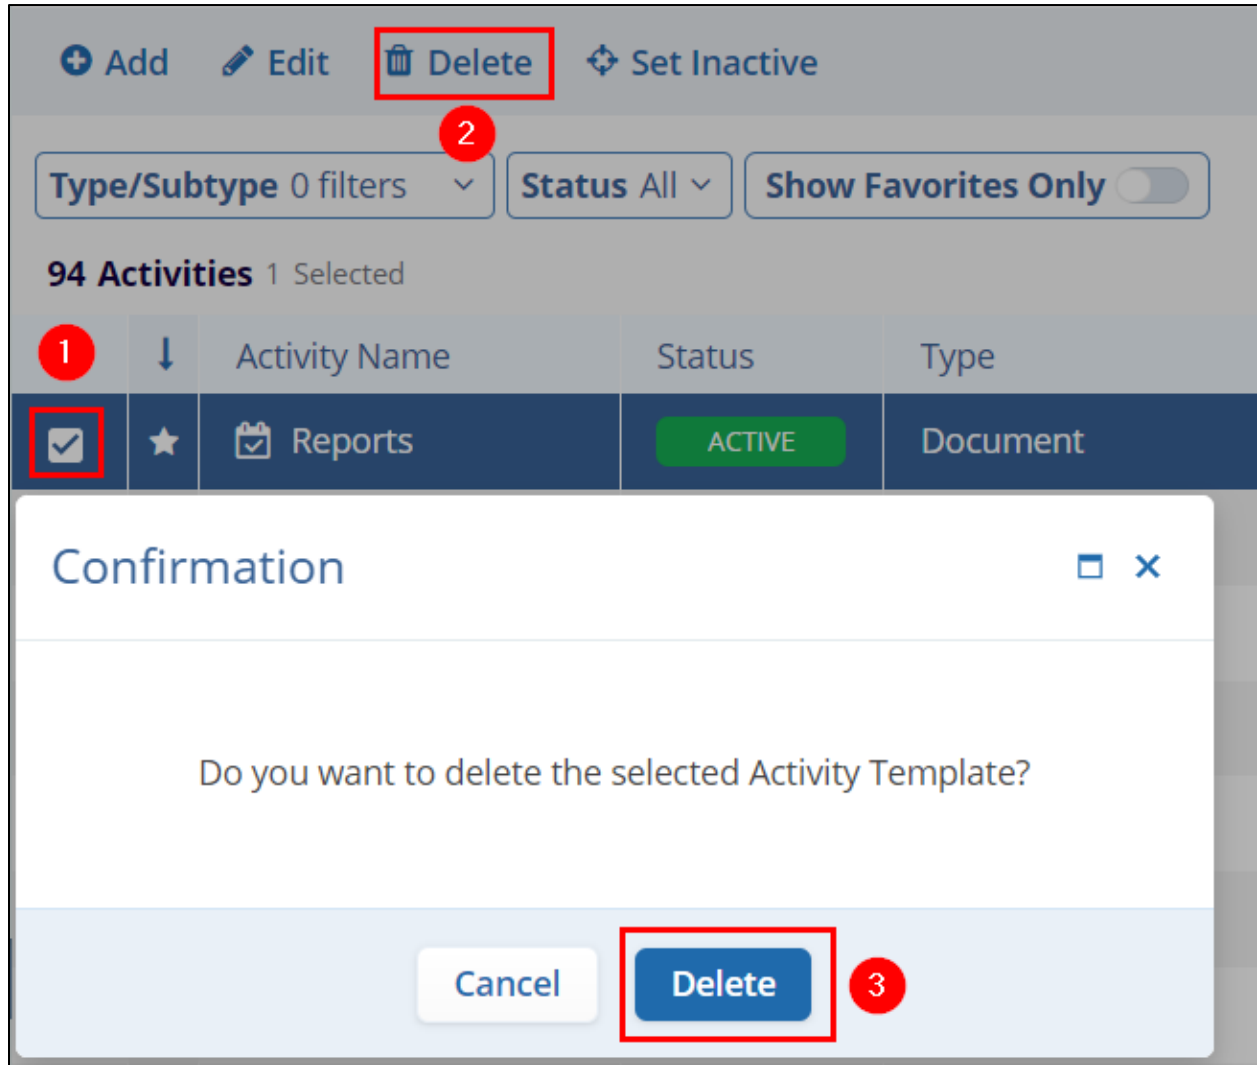 Add Edit Delete Set Inactive
2
Type/Subtype 0 filters Status All Show Favorites Only
94 Activities 1 Selected
1 Activity Name Status Type
Reports ACTIVE Document
Confirmation
Do you want to delete the selected Activity Template?
Cancel Delete 3